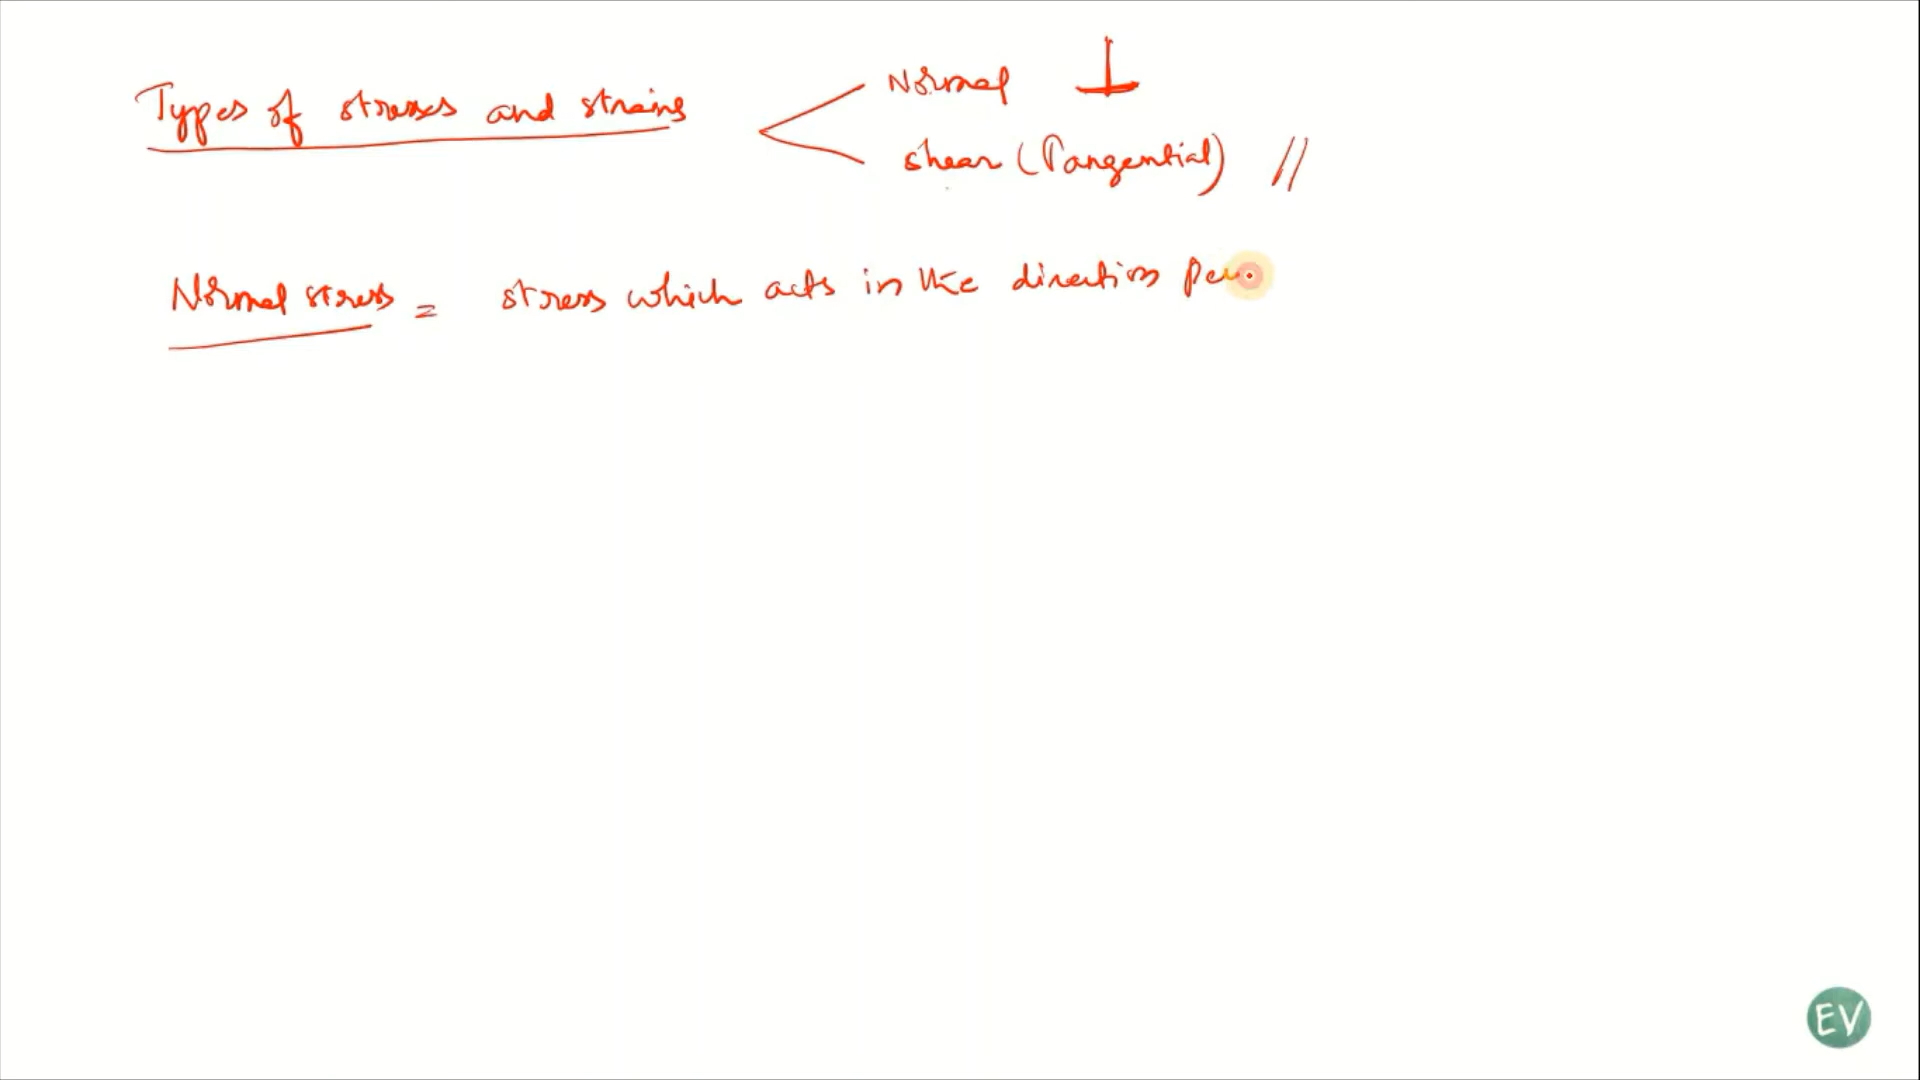 Types of stresses and strains
Normal ⊥
shear (Tangential) //
Normal stress = stress which acts in the direction per
EV